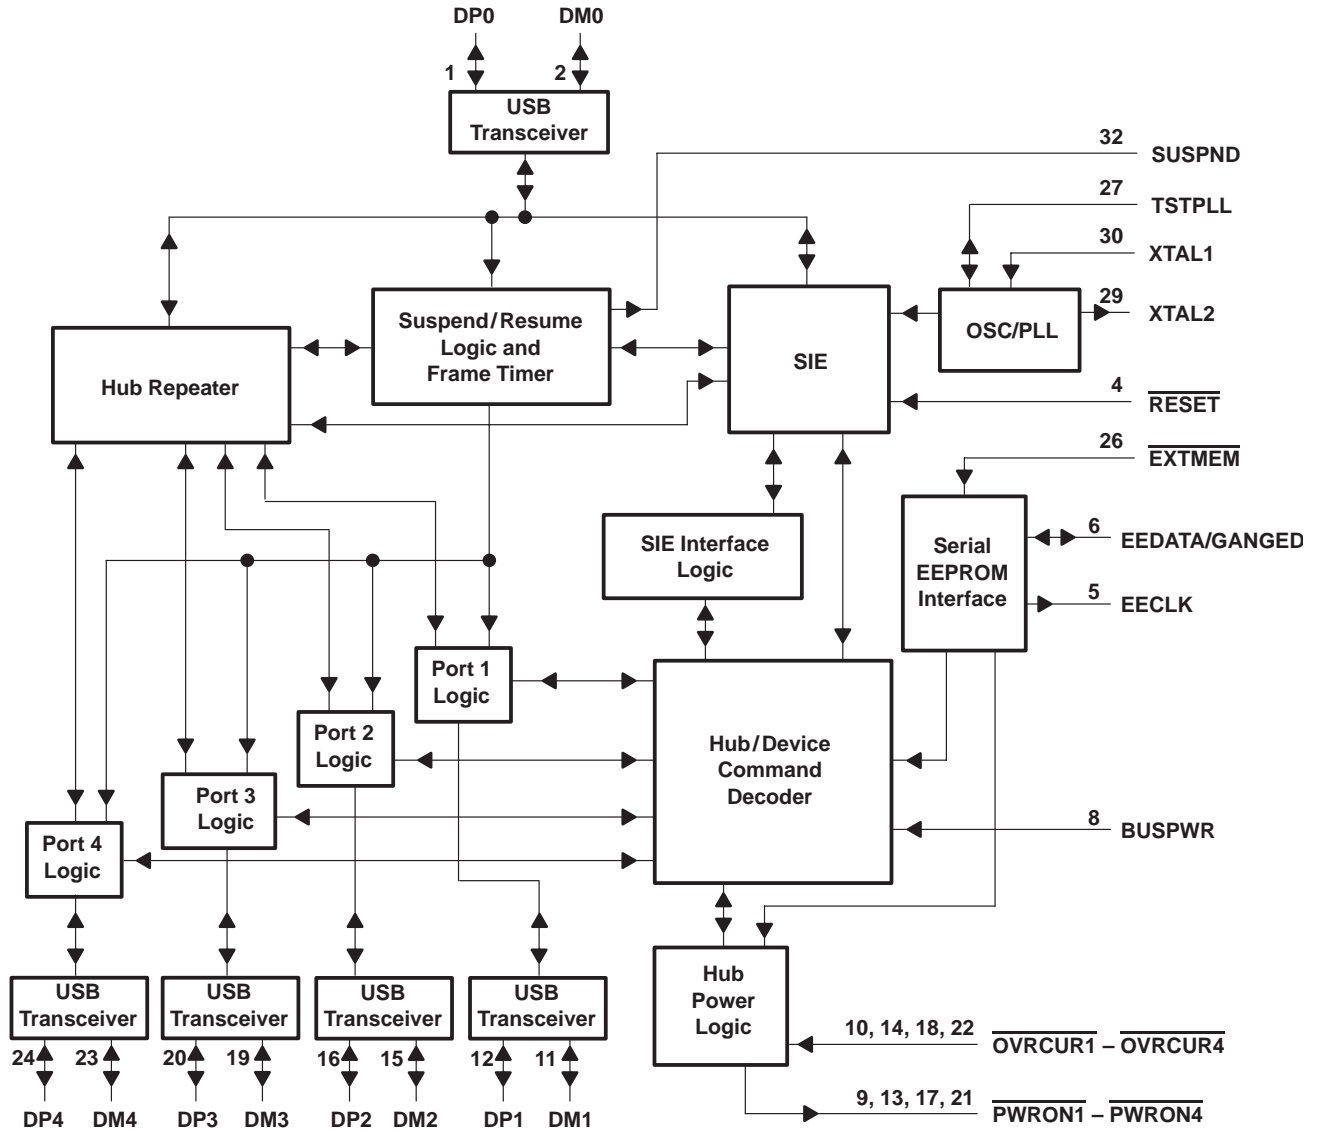 DP0 DM0
1 2
USB
Transceiver
32
SUSPND
27
TSTPLL
30
XTAL1
29
XTAL2
OSC/PLL
Suspend/Resume
Logic and
Frame Timer
SIE
Hub Repeater
4
RESET
26
EXTMEM
6
EEDATA/GANGED
Serial
EEPROM
Interface
SIE Interface
Logic
5
EECLK
Port 1
Logic
Port 2
Logic
Hub/Device
Command
Decoder
Port 3
Logic
8
BUSPWR
Port 4
Logic
Hub
Power
Logic
USB
Transceiver
USB
Transceiver
USB
Transceiver
USB
Transceiver
10, 14, 18, 22
OVRCUR1 – OVRCUR4
24 23 20 19 16 15 12 11
9, 13, 17, 21
PWRON1 – PWRON4
DP4 DM4 DP3 DM3 DP2 DM2 DP1 DM1